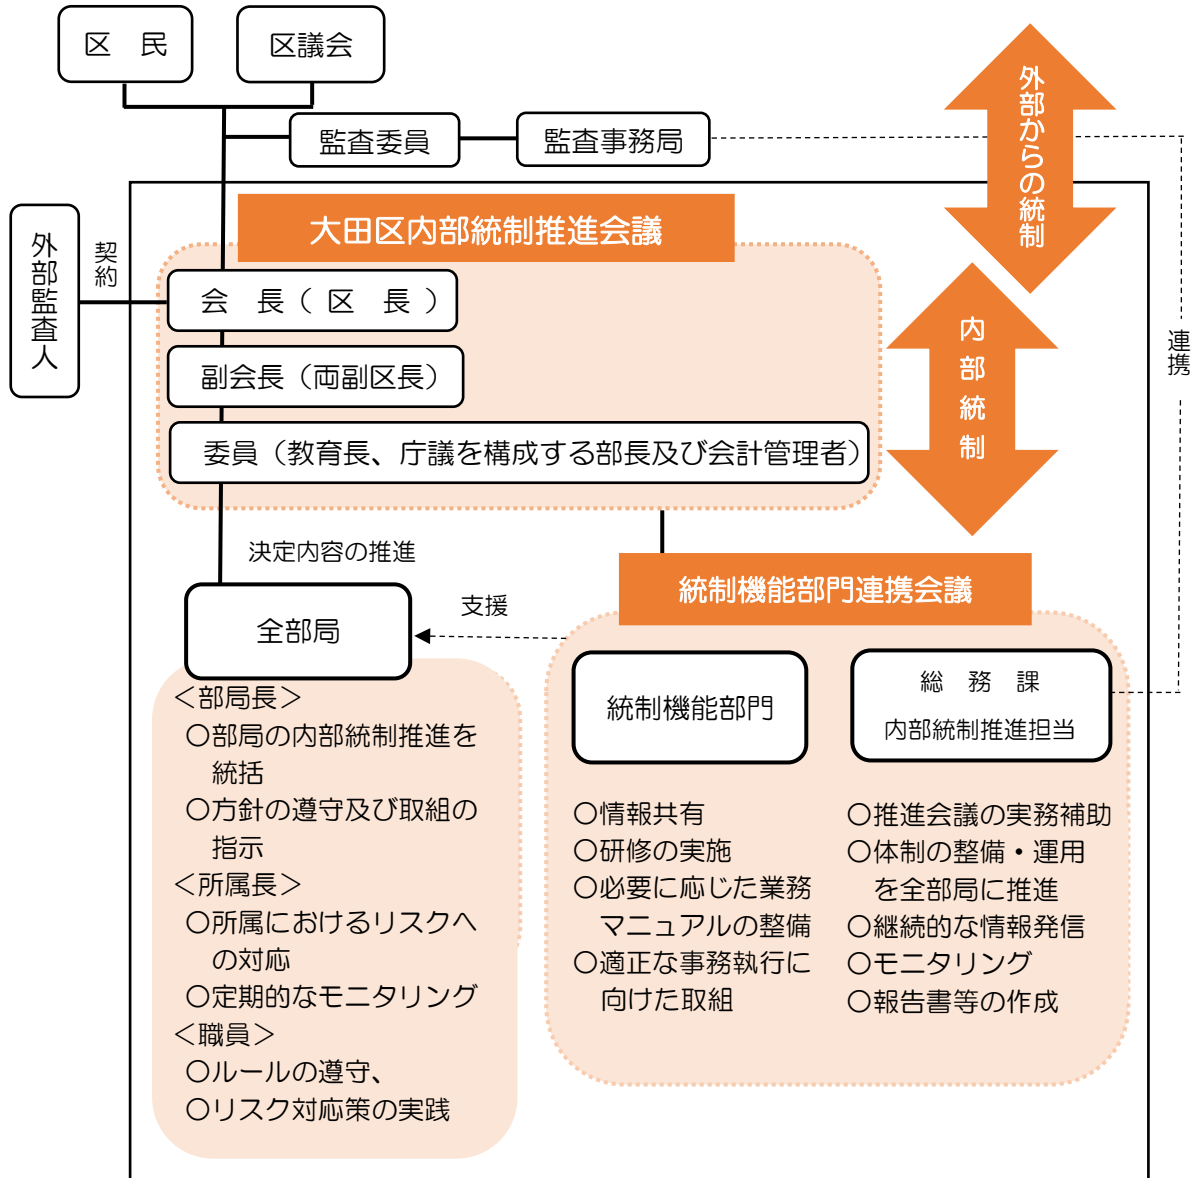 区　民
区議会
監査委員
監査事務局
外部からの統制
大田区内部統制推進会議
外部監査人
契約
会　長（ 区　長 ）
副会長（両副区長）
委員（教育長、庁議を構成する部長及び会計管理者）
内部統制
連携
決定内容の推進
全部局
支援
統制機能部門連携会議
＜部局長＞
○部局の内部統制推進を
統括
○方針の遵守及び取組の
指示
＜所属長＞
○所属におけるリスクへ
の対応
○定期的なモニタリング
＜職員＞
○ルールの遵守、
○リスク対応策の実践
統制機能部門
○情報共有
○研修の実施
○必要に応じた業務
マニュアルの整備
○適正な事務執行に
向けた取組
総　務　課
内部統制推進担当
○推進会議の実務補助
○体制の整備・運用
を全部局に推進
○継続的な情報発信
○モニタリング
○報告書等の作成